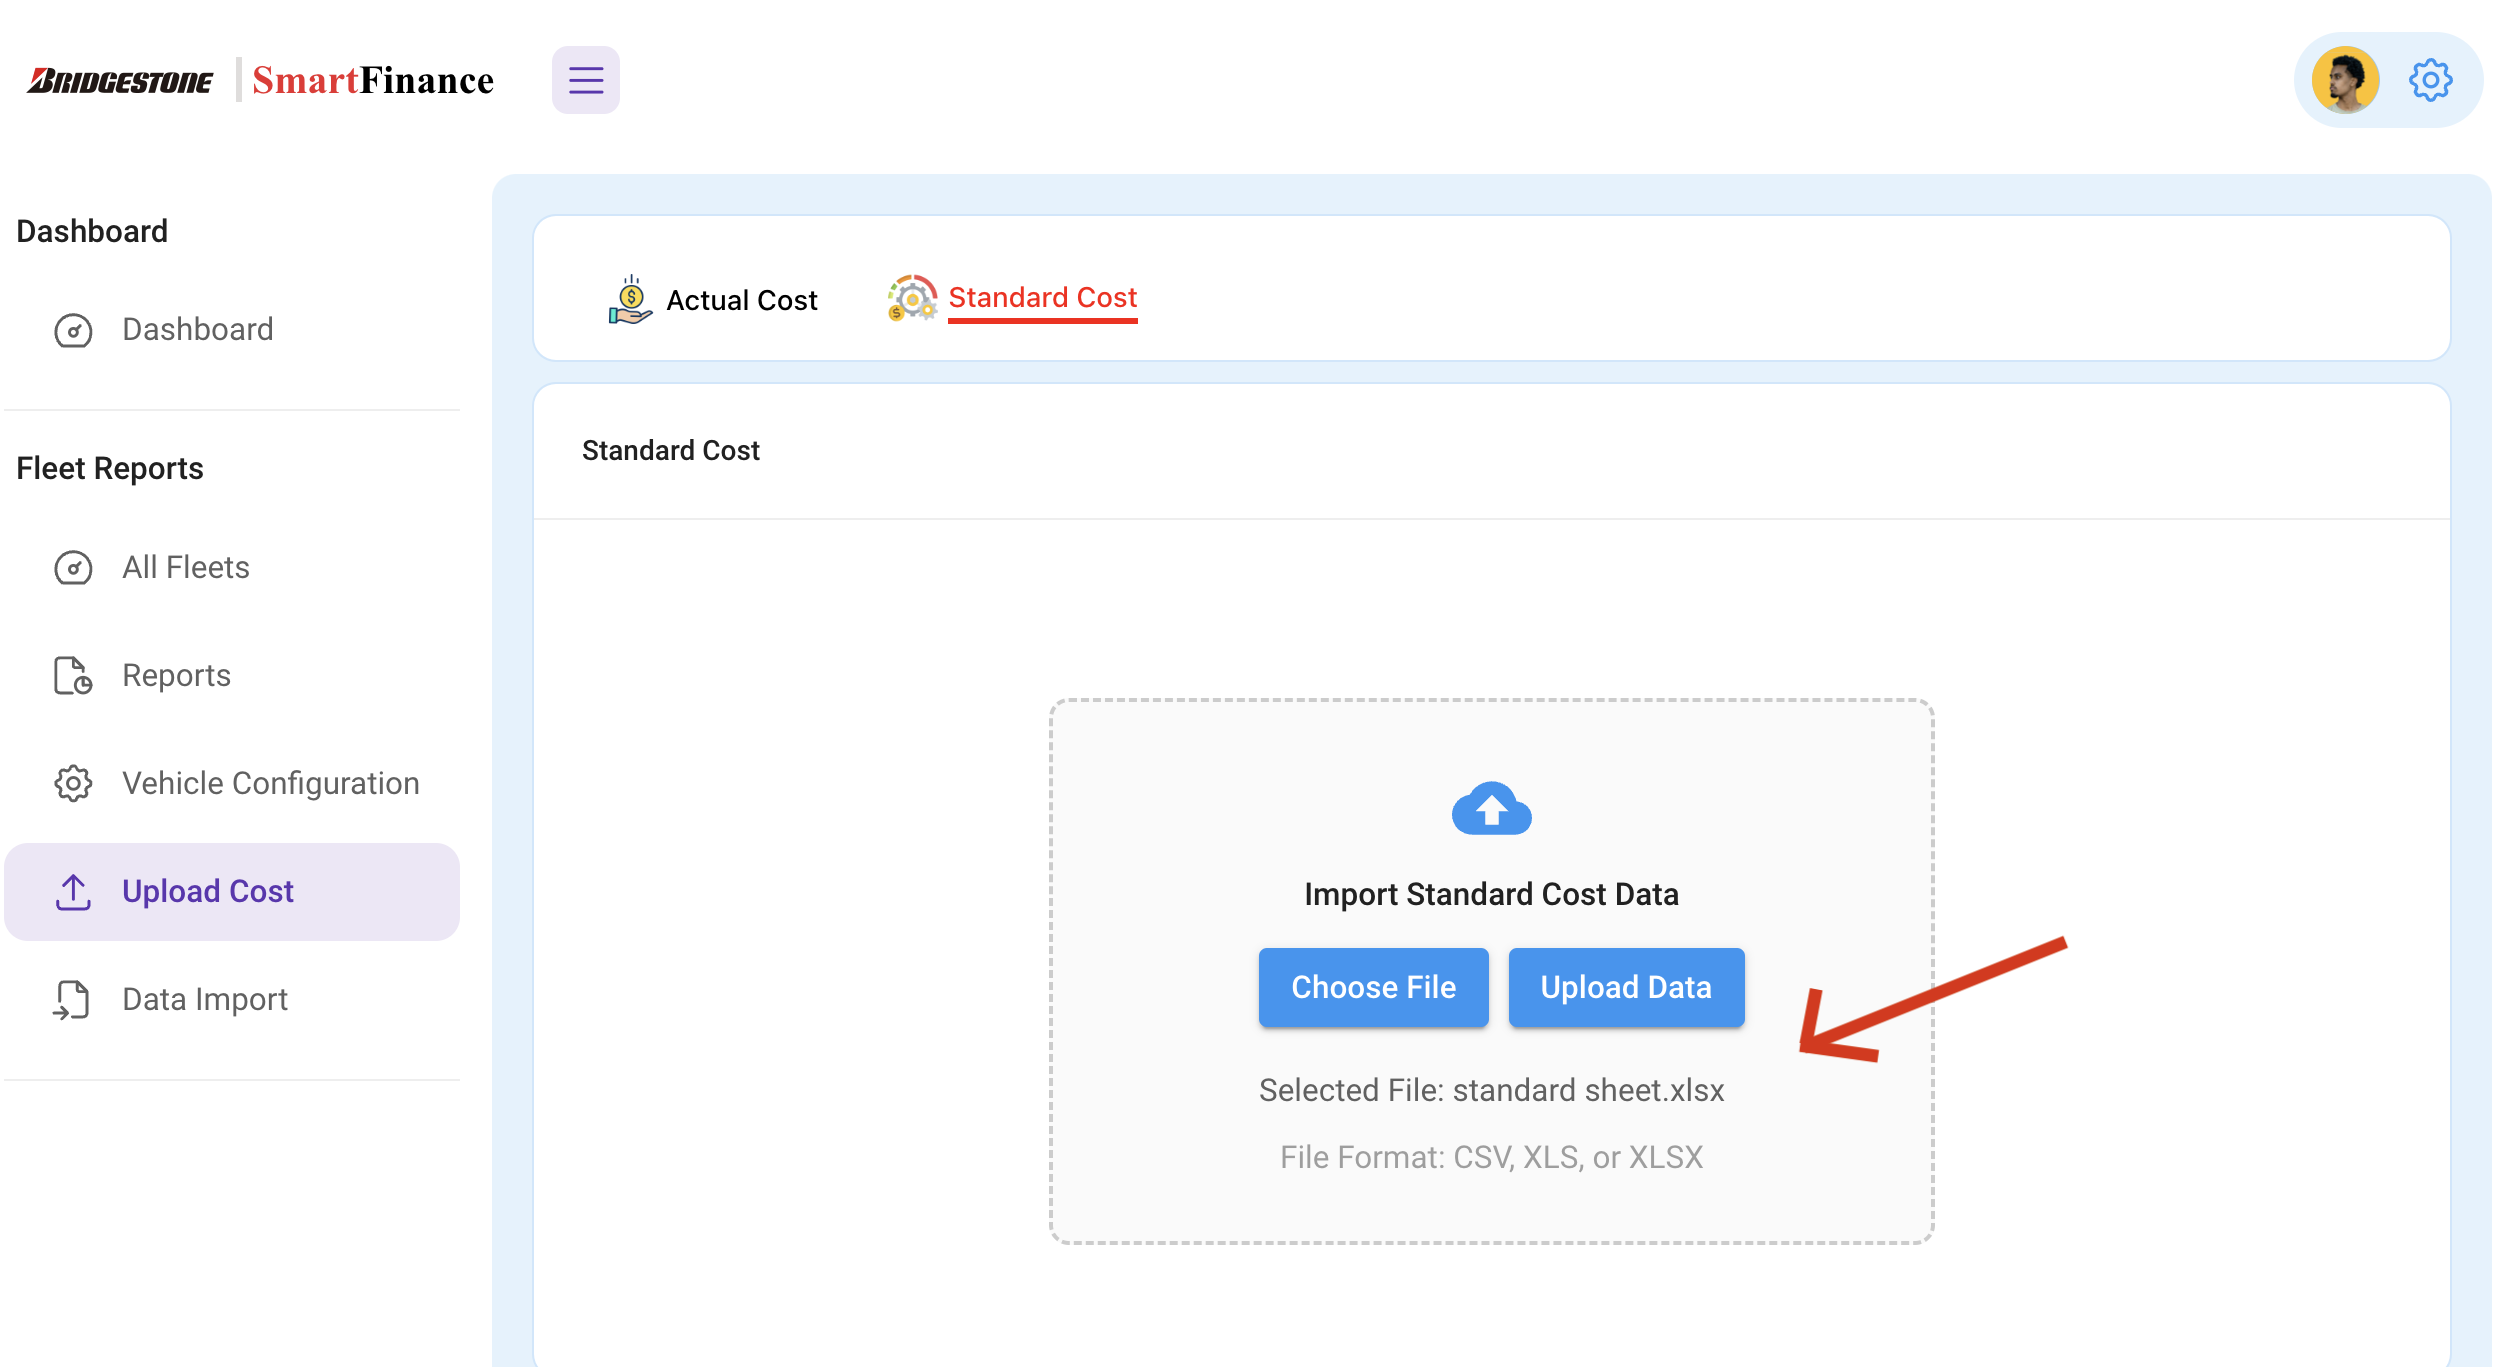 BRIDGESTONE | SmartFinance
Dashboard
Dashboard
Fleet Reports
All Fleets
Reports
Vehicle Configuration
Upload Cost
Data Import
Actual Cost
Standard Cost
Standard Cost
Import Standard Cost Data
Choose File
Upload Data
Selected File: standard sheet.xlsx
File Format: CSV, XLS, or XLSX